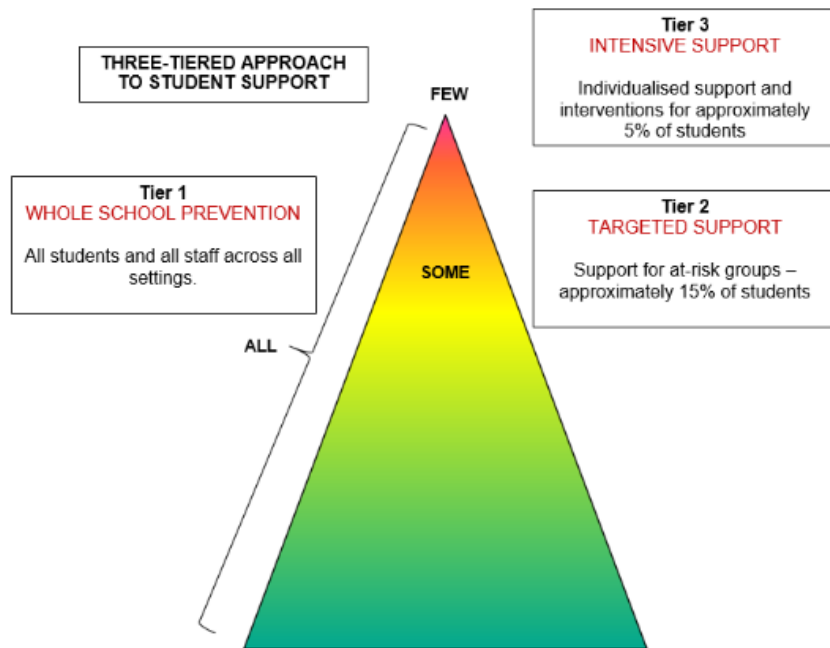 THREE-TIERED APPROACH
TO STUDENT SUPPORT
Tier 3
INTENSIVE SUPPORT
Individualised support and
interventions for approximately
5% of students
FEW
Tier 1
WHOLE SCHOOL PREVENTION
All students and all staff across all
settings.
Tier 2
TARGETED SUPPORT
Support for at-risk groups –
approximately 15% of students
SOME
ALL